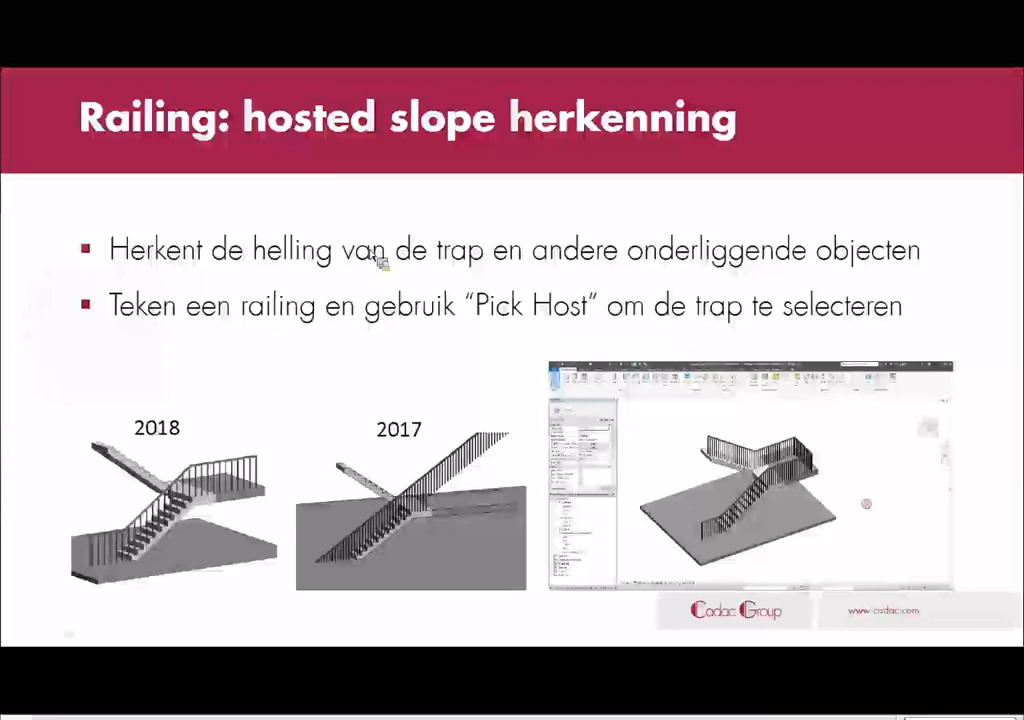 Railing: hosted slope herkenning
Herkent de helling van de trap en andere onderliggende objecten
Teken een railing en gebruik “Pick Host” om de trap te selecteren
2018
2017
Cadac Group
www.cadac.com